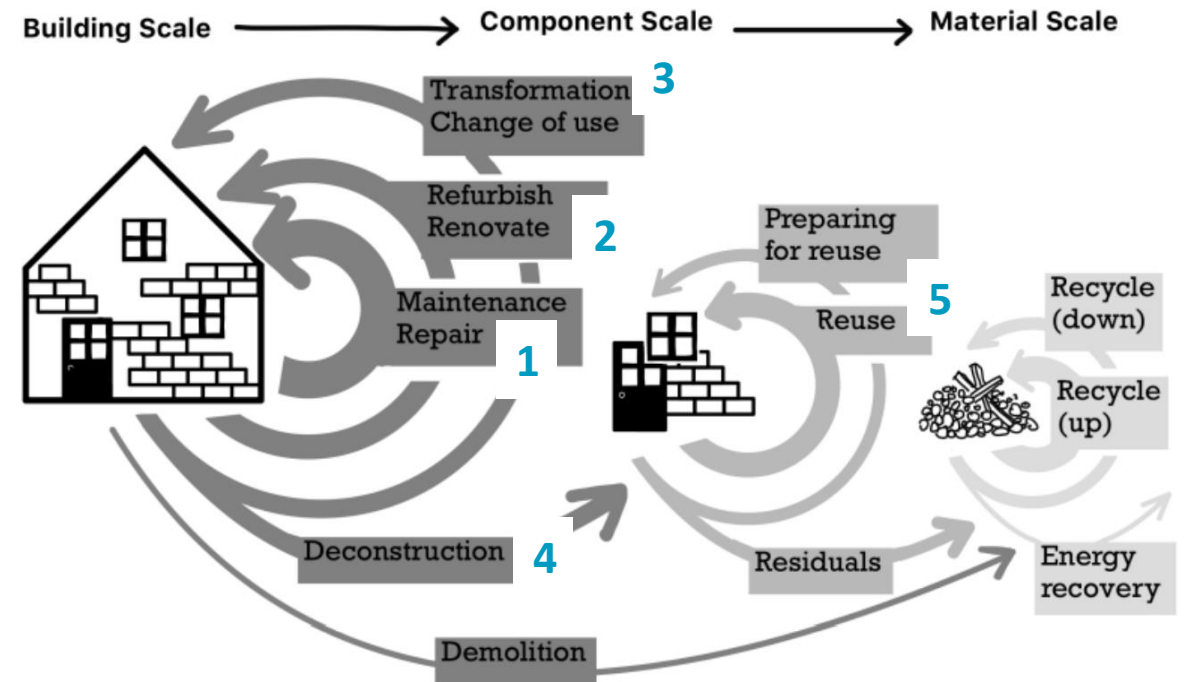 Building Scale
Component Scale
Material Scale
Transformation
Change of use
3
Refurbish
Renovate
2
Maintenance
Repair
1
Deconstruction
4
Demolition
Preparing
for reuse
Reuse
5
Residuals
Recycle
(down)
Recycle
(up)
Energy
recovery